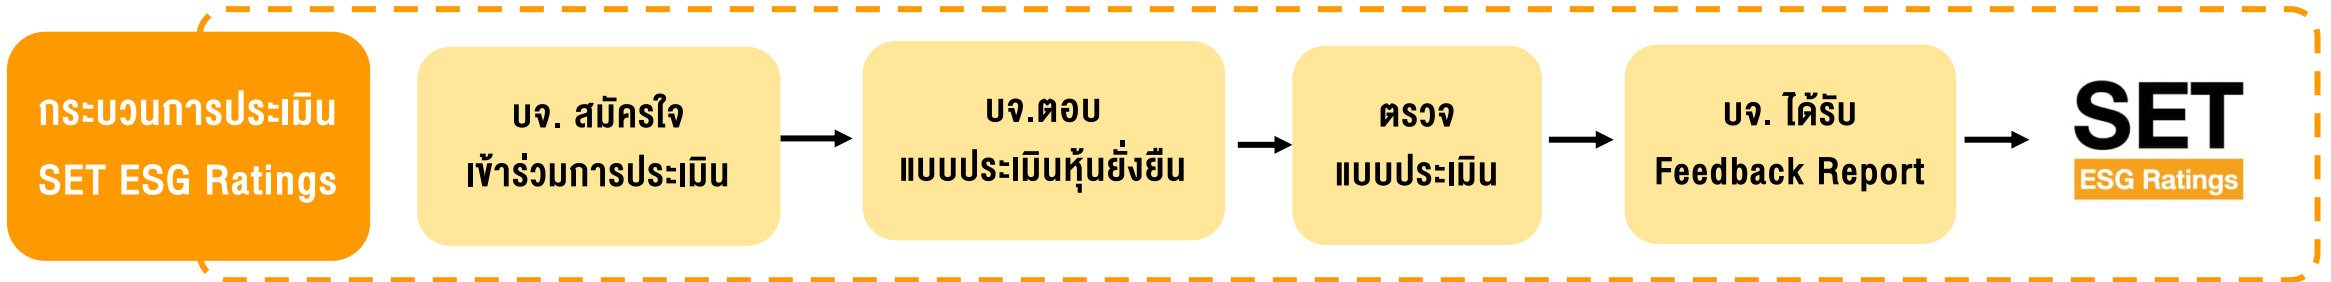 กระบวนการประเมิน
SET ESG Ratings
บจ. สมัครใจ
เข้าร่วมการประเมิน
บจ.ตอบ
แบบประเมินหุ้นยั่งยืน
ตรวจ
แบบประเมิน
บจ. ได้รับ
Feedback Report
SET
ESG Ratings